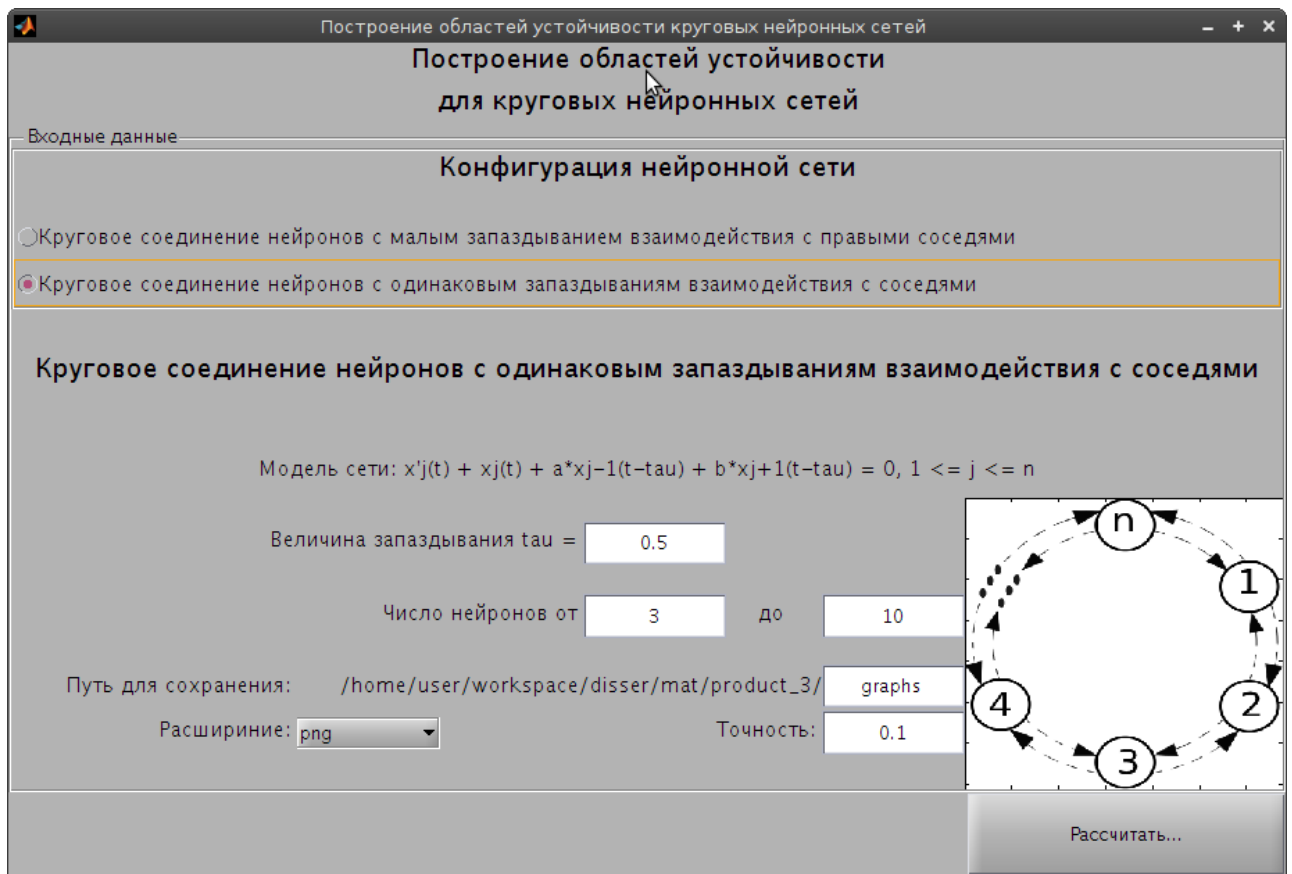 Построение областей устойчивости круговых нейронных сетей
Построение областей устойчивости
для круговых нейронных сетей
Входные данные
Конфигурация нейронной сети
Круговое соединение нейронов с малым запаздыванием взаимодействия с правыми соседями
Круговое соединение нейронов с одинаковым запаздываниям взаимодействия с соседями
Круговое соединение нейронов с одинаковым запаздываниям взаимодействия с соседями
Модель сети: x'j(t) + xj(t) + a*xj−1(t−tau) + b*xj+1(t−tau) = 0, 1 <= j <= n
Величина запаздывания tau = 0.5
Число нейронов от 3 до 10
Путь для сохранения: /home/user/workspace/disser/mat/product_3/ graphs
Расшириние: png Точность: 0.1
n
1
2
3
4
Рассчитать...